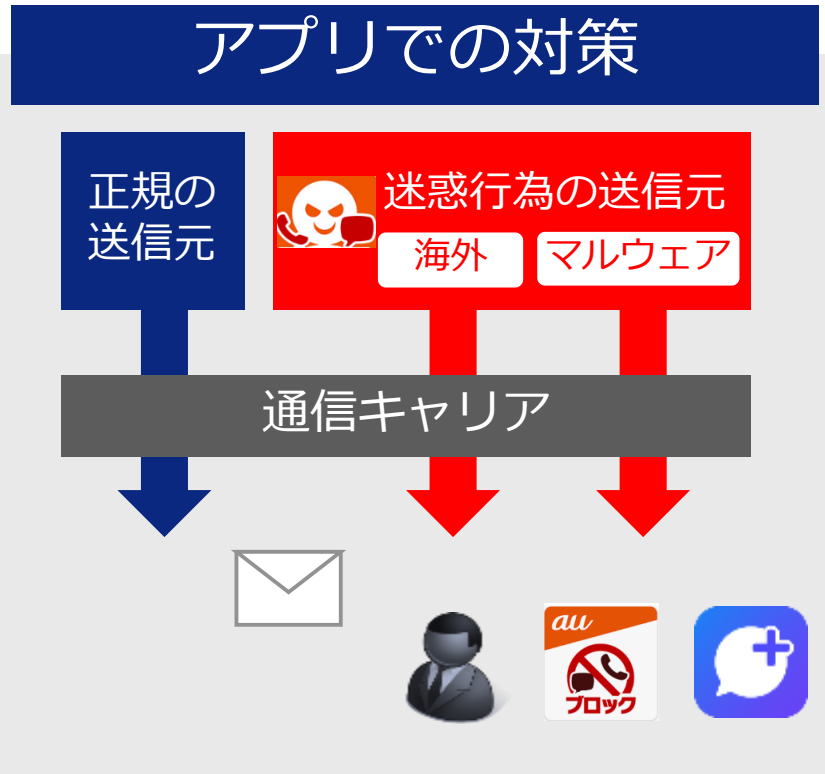 アプリでの対策
正規の
送信元
迷惑行為の送信元
海外
マルウェア
通信キャリア
au
ブロック